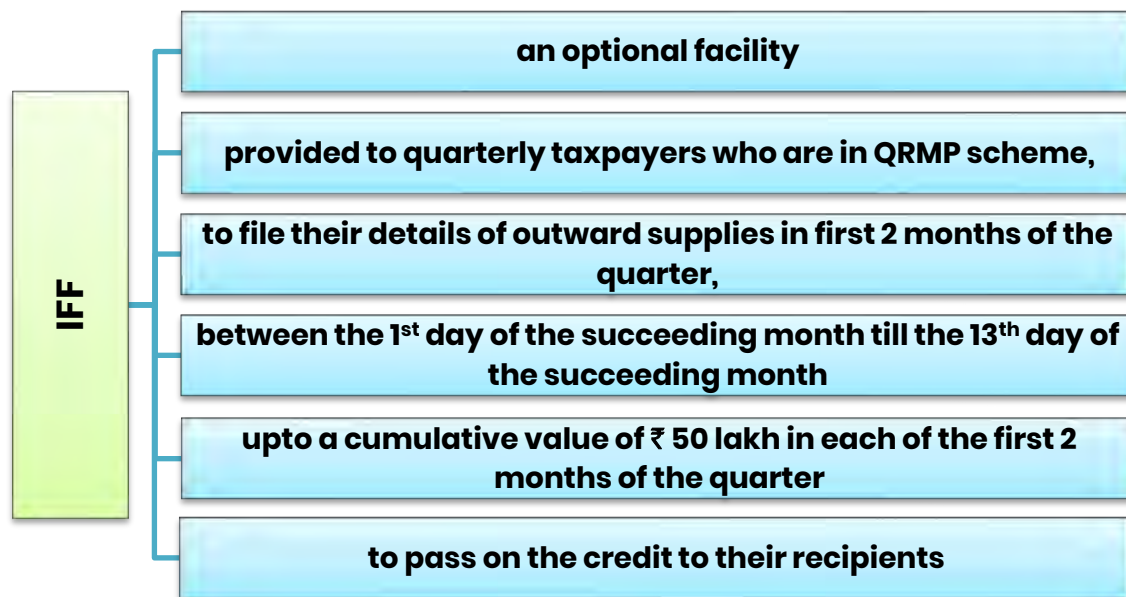 IFF
an optional facility
provided to quarterly taxpayers who are in QRMP scheme,
to file their details of outward supplies in first 2 months of the
quarter,
between the 1st day of the succeeding month till the 13th day of
the succeeding month
upto a cumulative value of ₹ 50 lakh in each of the first 2
months of the quarter
to pass on the credit to their recipients